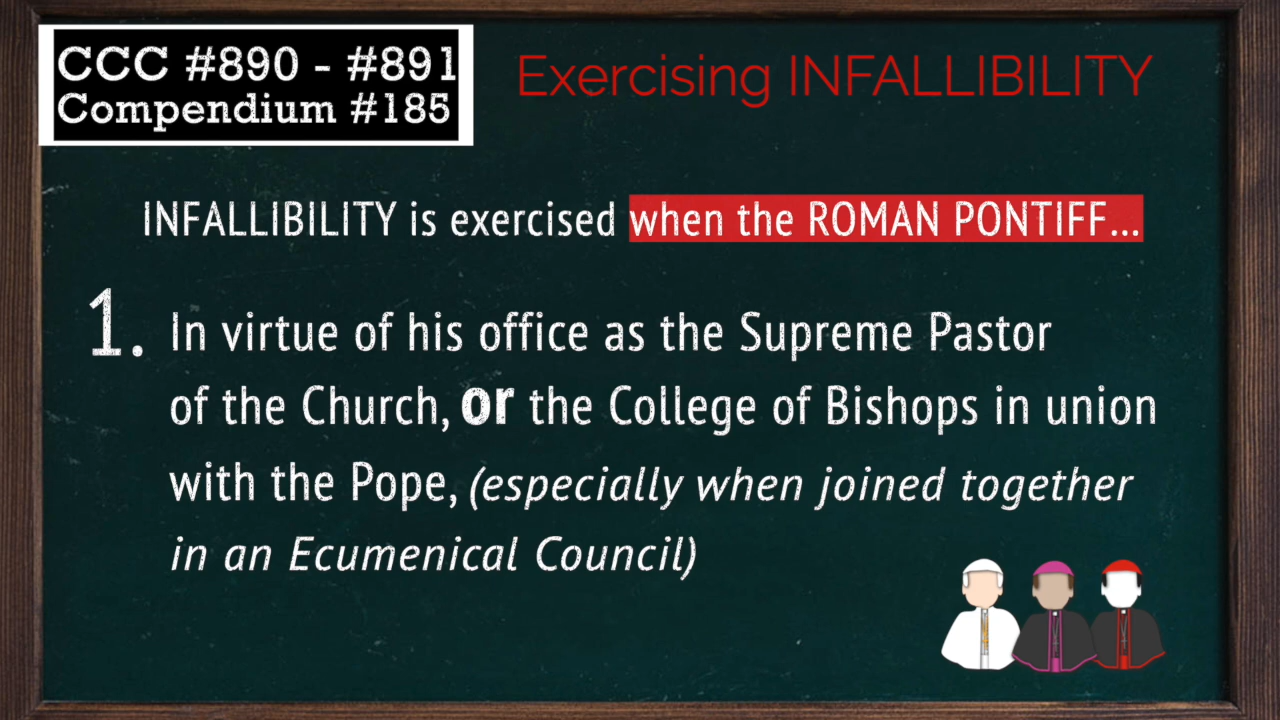 CCC #890 - #891
Compendium #185
Exercising INFALLIBILITY
INFALLIBILITY is exercised when the ROMAN PONTIFF...
1. In virtue of his office as the Supreme Pastor
of the Church, or the College of Bishops in union
with the Pope, (especially when joined together
in an Ecumenical Council)